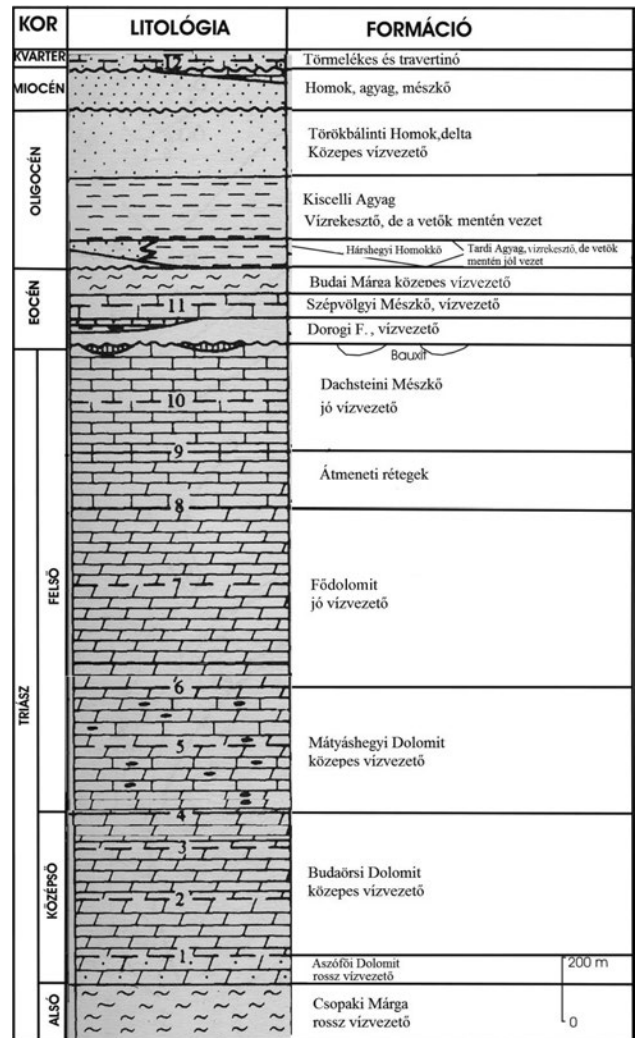 KOR LITOLÓGIA FORMÁCIÓ
KVARTER 12 Törmelékes és travertinó
MIOCÉN Homok, agyag, mészkő
OLIGOCÉN
Törökbálinti Homok,delta
Közepes vízvezető
Kiscelli Agyag
Vízrekesztő, de a vetők mentén vezet
Hárshegyi Homokkő
Tardi Agyag, vízrekesztő, de vetők
mentén jól vezet
EOCÉN
Budai Márga közepes vízvezető
11 Szépvölgyi Mészkő, vízvezető
Dorogi F., vízvezető
Bauxit
TRIÁSZ
FELSŐ
Dachsteini Mészkő
10 jó vízvezető
9
Átmeneti rétegek
8
7 Fődolomit
jó vízvezető
6
5 Mátyáshegyi Dolomit
közepes vízvezető
4
KÖZÉPSŐ
3
Budaörsi Dolomit
2 közepes vízvezető
1
Aszófői Dolomit
rossz vízvezető
200 m
ALSÓ
Csopaki Márga
rossz vízvezető
0